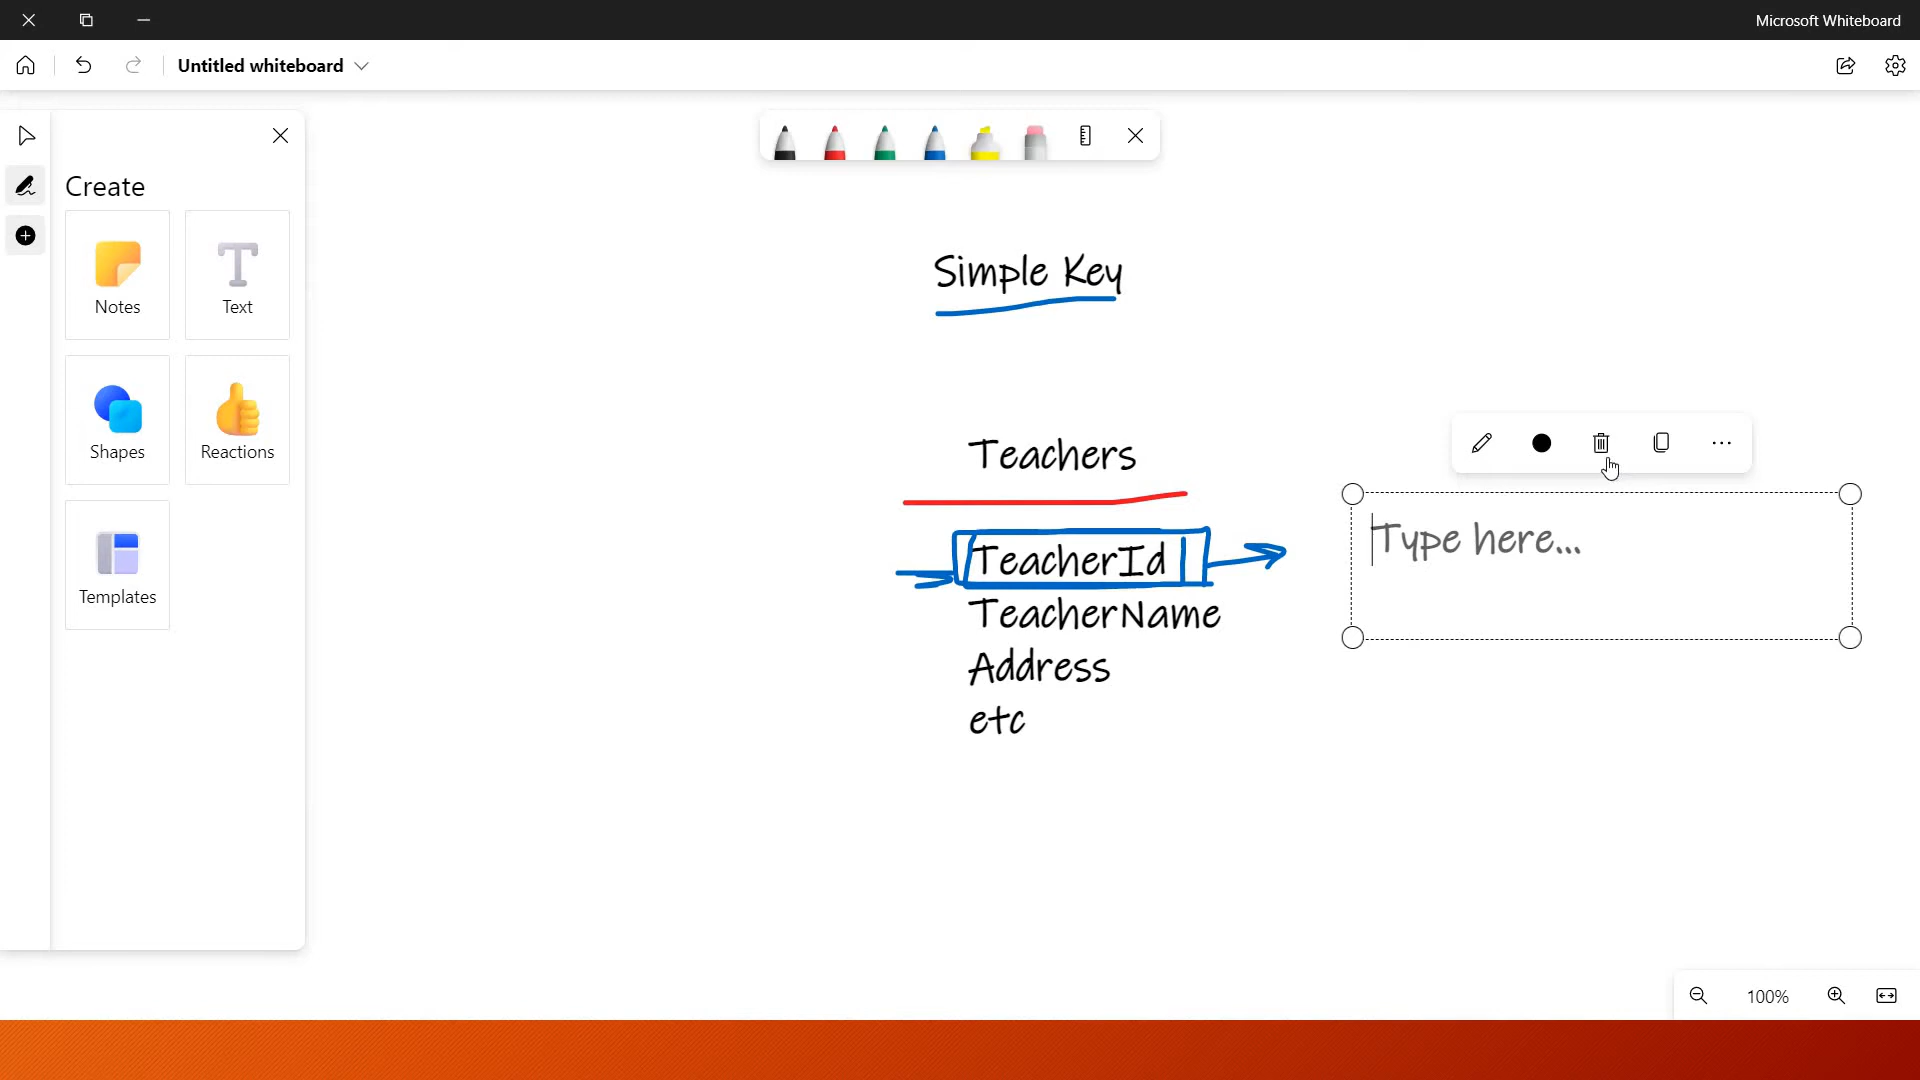 Microsoft Whiteboard
Untitled whiteboard
Create
Notes
Text
Shapes
Reactions
Templates
Simple Key
Teachers
TeacherId
TeacherName
Address
etc
Type here...
100%